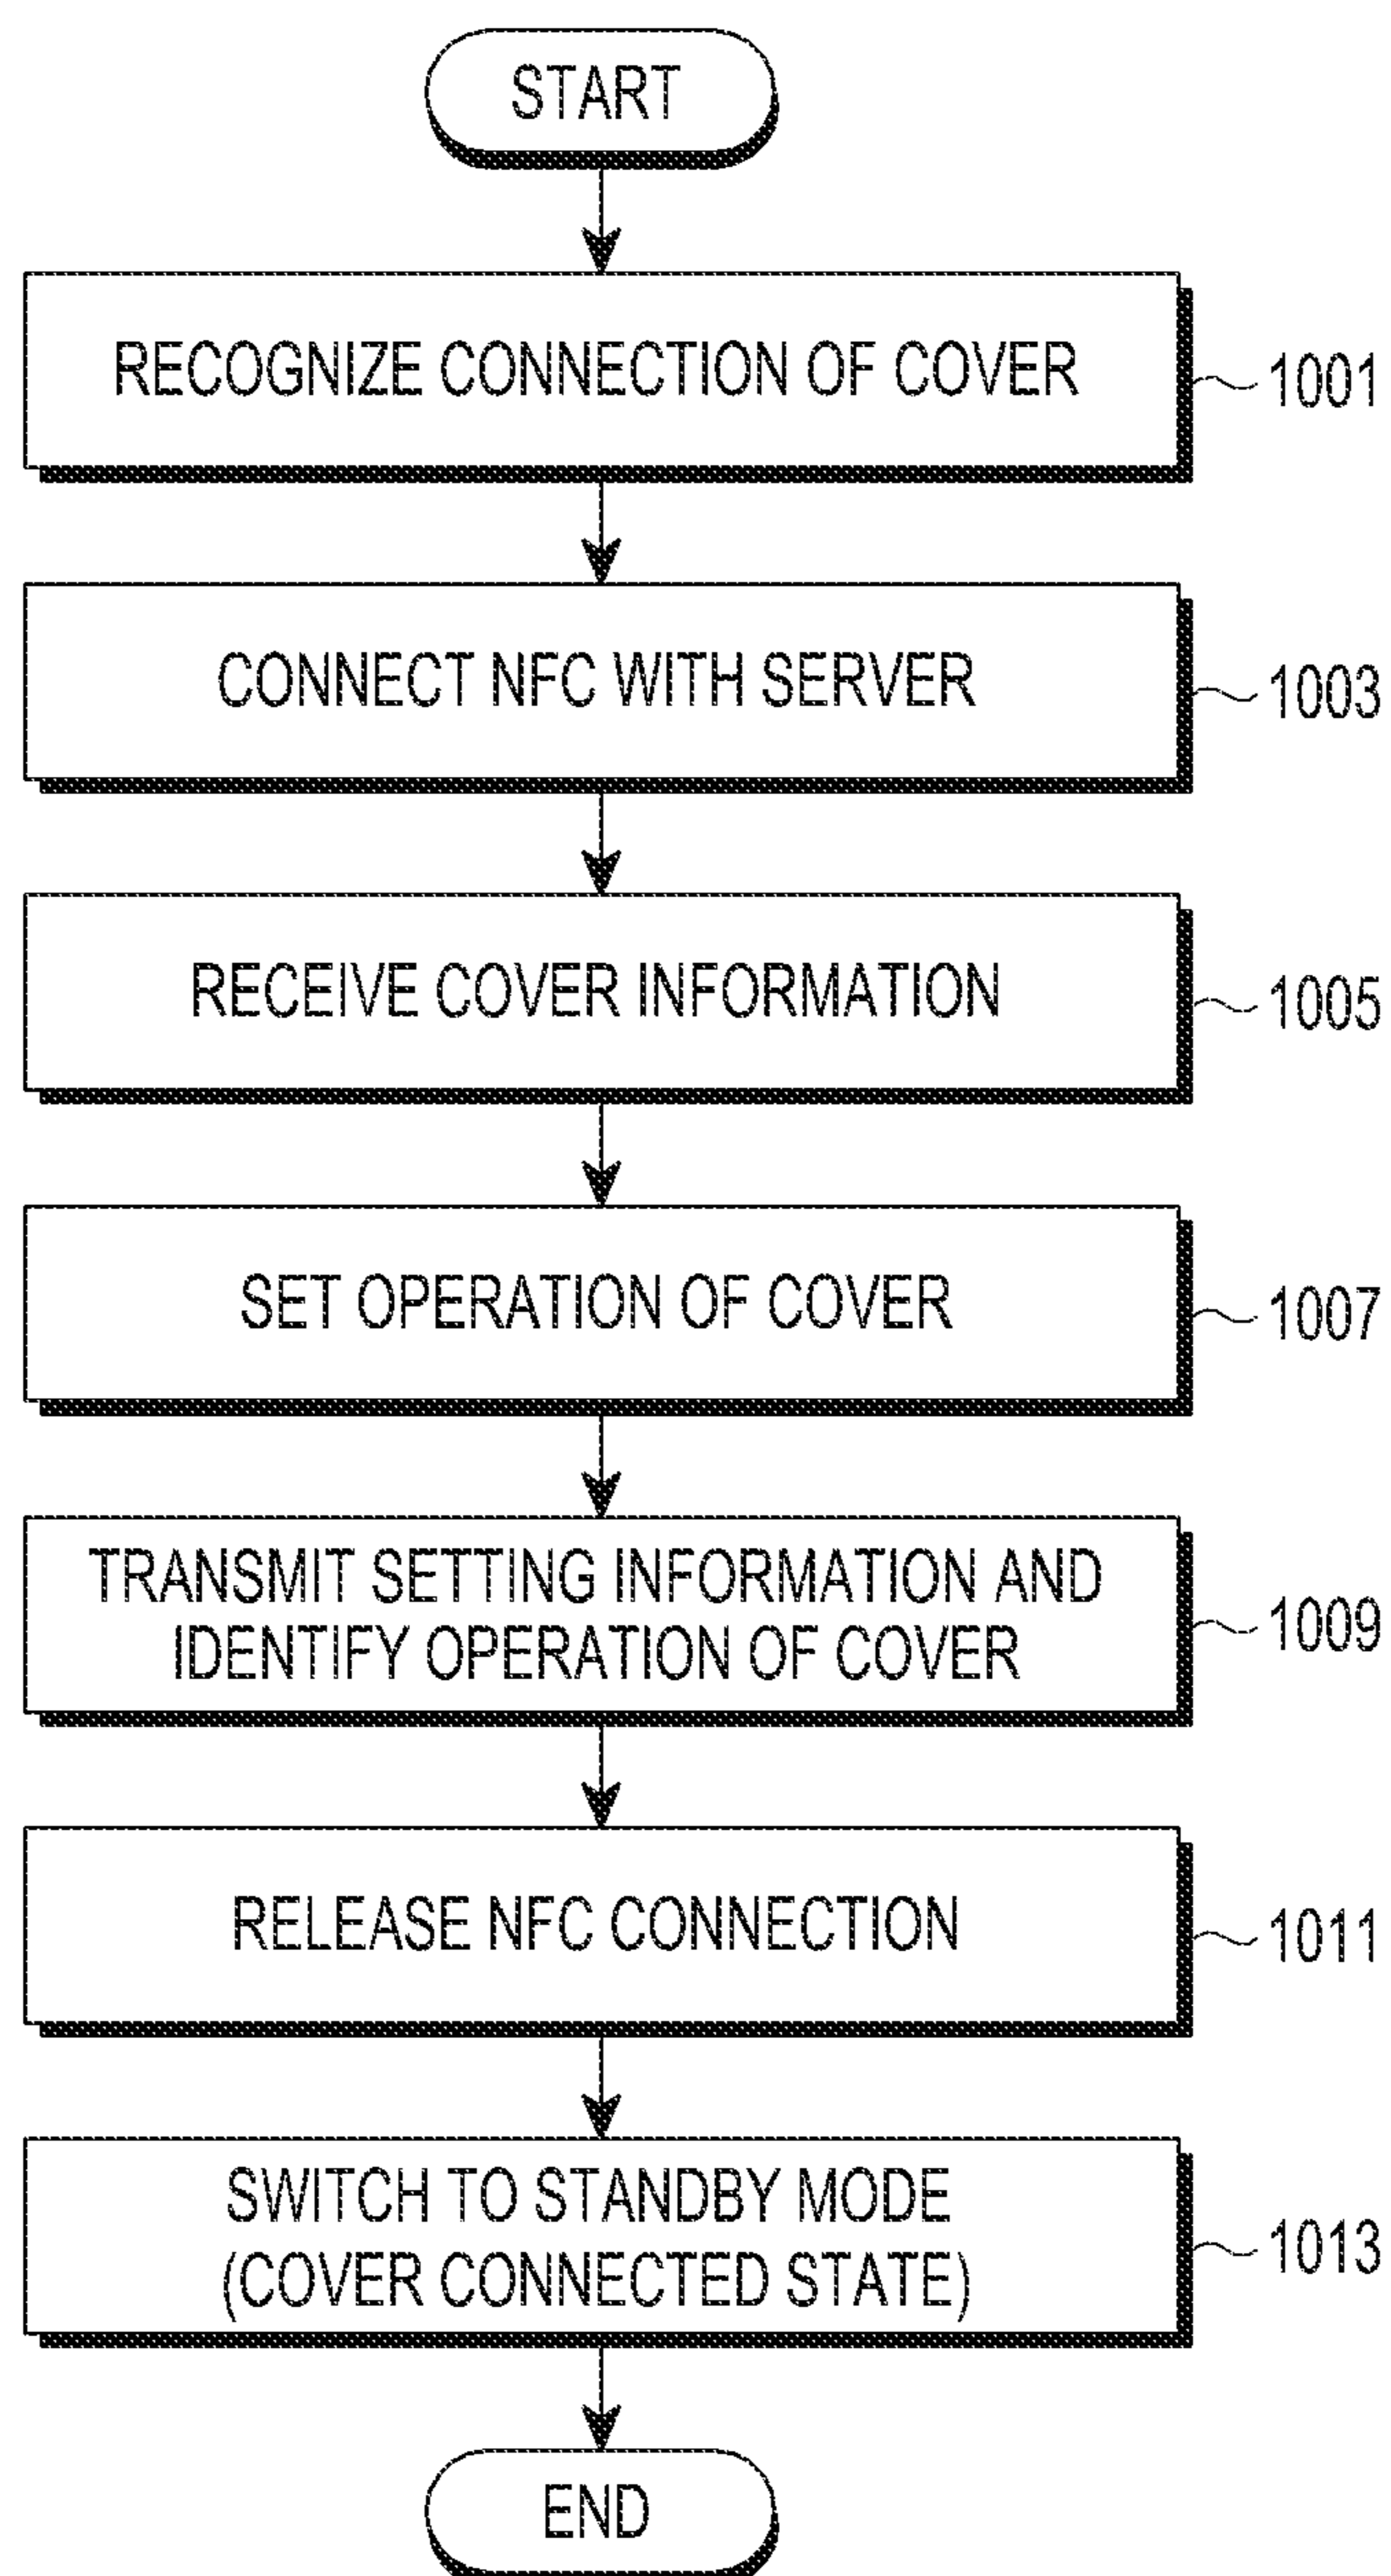 START
RECOGNIZE CONNECTION OF COVER
1001
CONNECT NFC WITH SERVER
1003
RECEIVE COVER INFORMATION
1005
SET OPERATION OF COVER
1007
TRANSMIT SETTING INFORMATION AND
IDENTIFY OPERATION OF COVER
1009
RELEASE NFC CONNECTION
1011
SWITCH TO STANDBY MODE
(COVER CONNECTED STATE)
1013
END